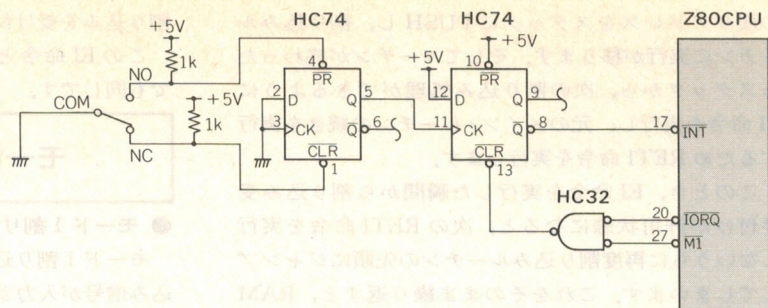 HC74
HC74
Z80CPU
+5V
1k
NO
COM
+5V
1k
NC
4
PR
2
D
Q
5
3
CK
Q
6
CLR
1
+5V
+5V
10
PR
12
D
Q
9
11
CK
Q
8
CLR
13
17
INT
HC32
20
IORQ
27
M1